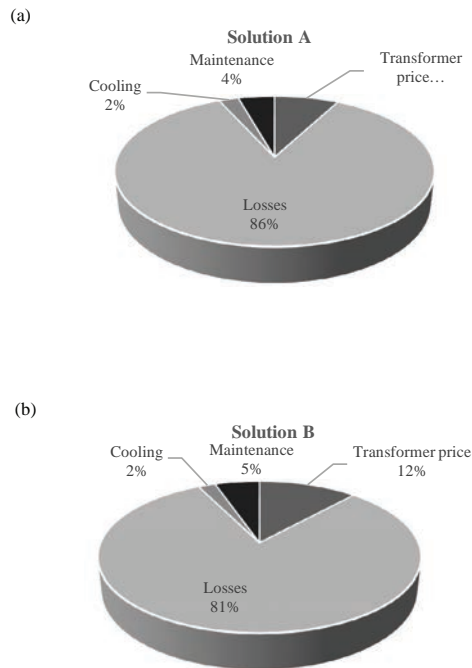 (a)
Solution A
Maintenance
4%
Transformer
price…
Cooling
2%
Losses
86%
(b)
Solution B
Cooling
2%
Maintenance
5%
Transformer price
12%
Losses
81%